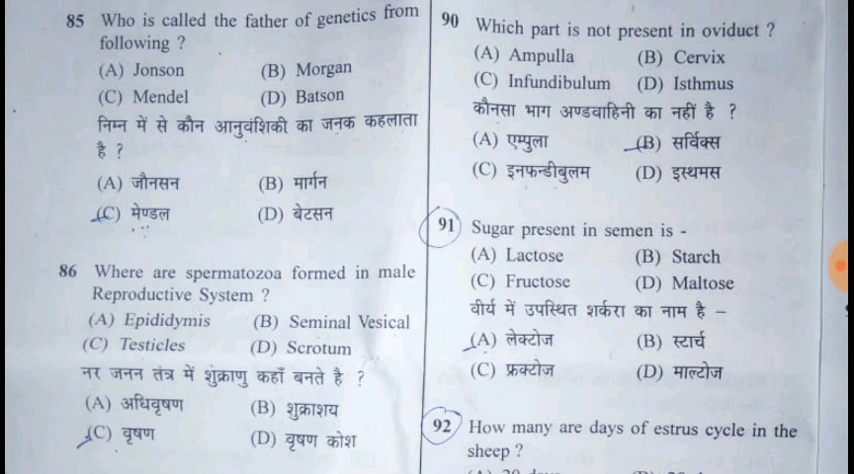 85 Who is called the father of genetics from
following ?
(A) Jonson (B) Morgan
(C) Mendel (D) Batson
निम्न में से कौन आनुवंशिकी का जनक कहलाता
है ?
(A) जौनसन (B) मार्गन
(C) मेण्डल (D) बेटसन
86 Where are spermatozoa formed in male
Reproductive System ?
(A) Epididymis (B) Seminal Vesical
(C) Testicles (D) Scrotum
नर जनन तंत्र में शुंक्राणु कहाँ बनते है ?
(A) अधिवृषण (B) शुक्राशय
(C) वृषण (D) वृषण कोश
90 Which part is not present in oviduct ?
(A) Ampulla (B) Cervix
(C) Infundibulum (D) Isthmus
कौनसा भाग अण्डवाहिनी का नहीं है ?
(A) एम्पुला (B) सर्विक्स
(C) इनफन्डीबुलम (D) इस्थमस
91 Sugar present in semen is -
(A) Lactose (B) Starch
(C) Fructose (D) Maltose
वीर्य में उपस्थित शर्करा का नाम है –
(A) लेक्टोज (B) स्टार्च
(C) फ्रक्टोज (D) माल्टोज
92 How many are days of estrus cycle in the
sheep ?